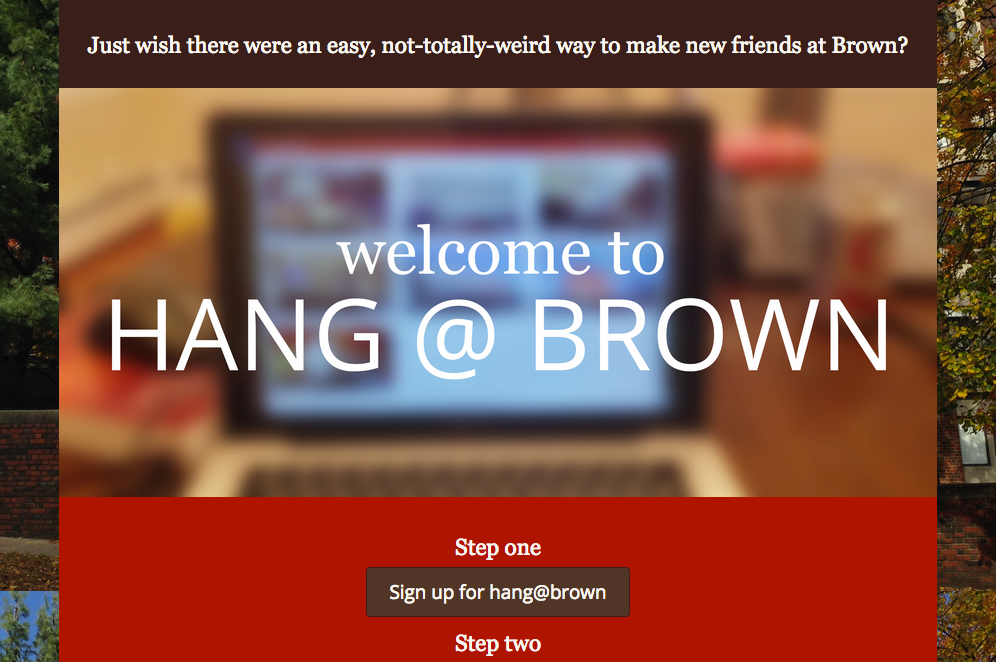 Just wish there were an easy, not-totally-weird way to make new friends at Brown?
welcome to
HANG @ BROWN
Step one
Sign up for hang@brown
Step two